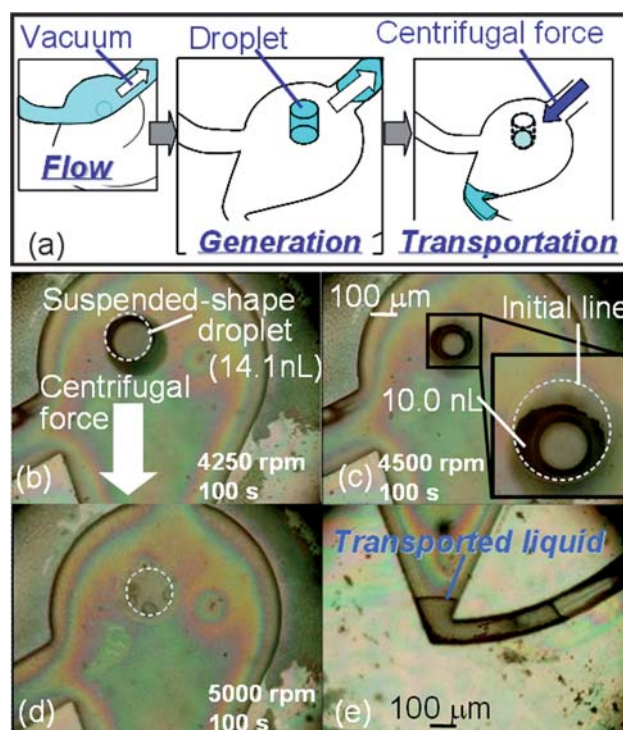 Vacuum
Droplet
Centrifugal force
Flow
Generation
Transportation
(a)
Suspended-shape
droplet
(14.1nL)
Centrifugal
force
4250 rpm
100 s
(b)
100 μm
Initial line
10.0 nL
4500 rpm
100 s
(c)
5000 rpm
100 s
(d)
Transported liquid
100 μm
(e)